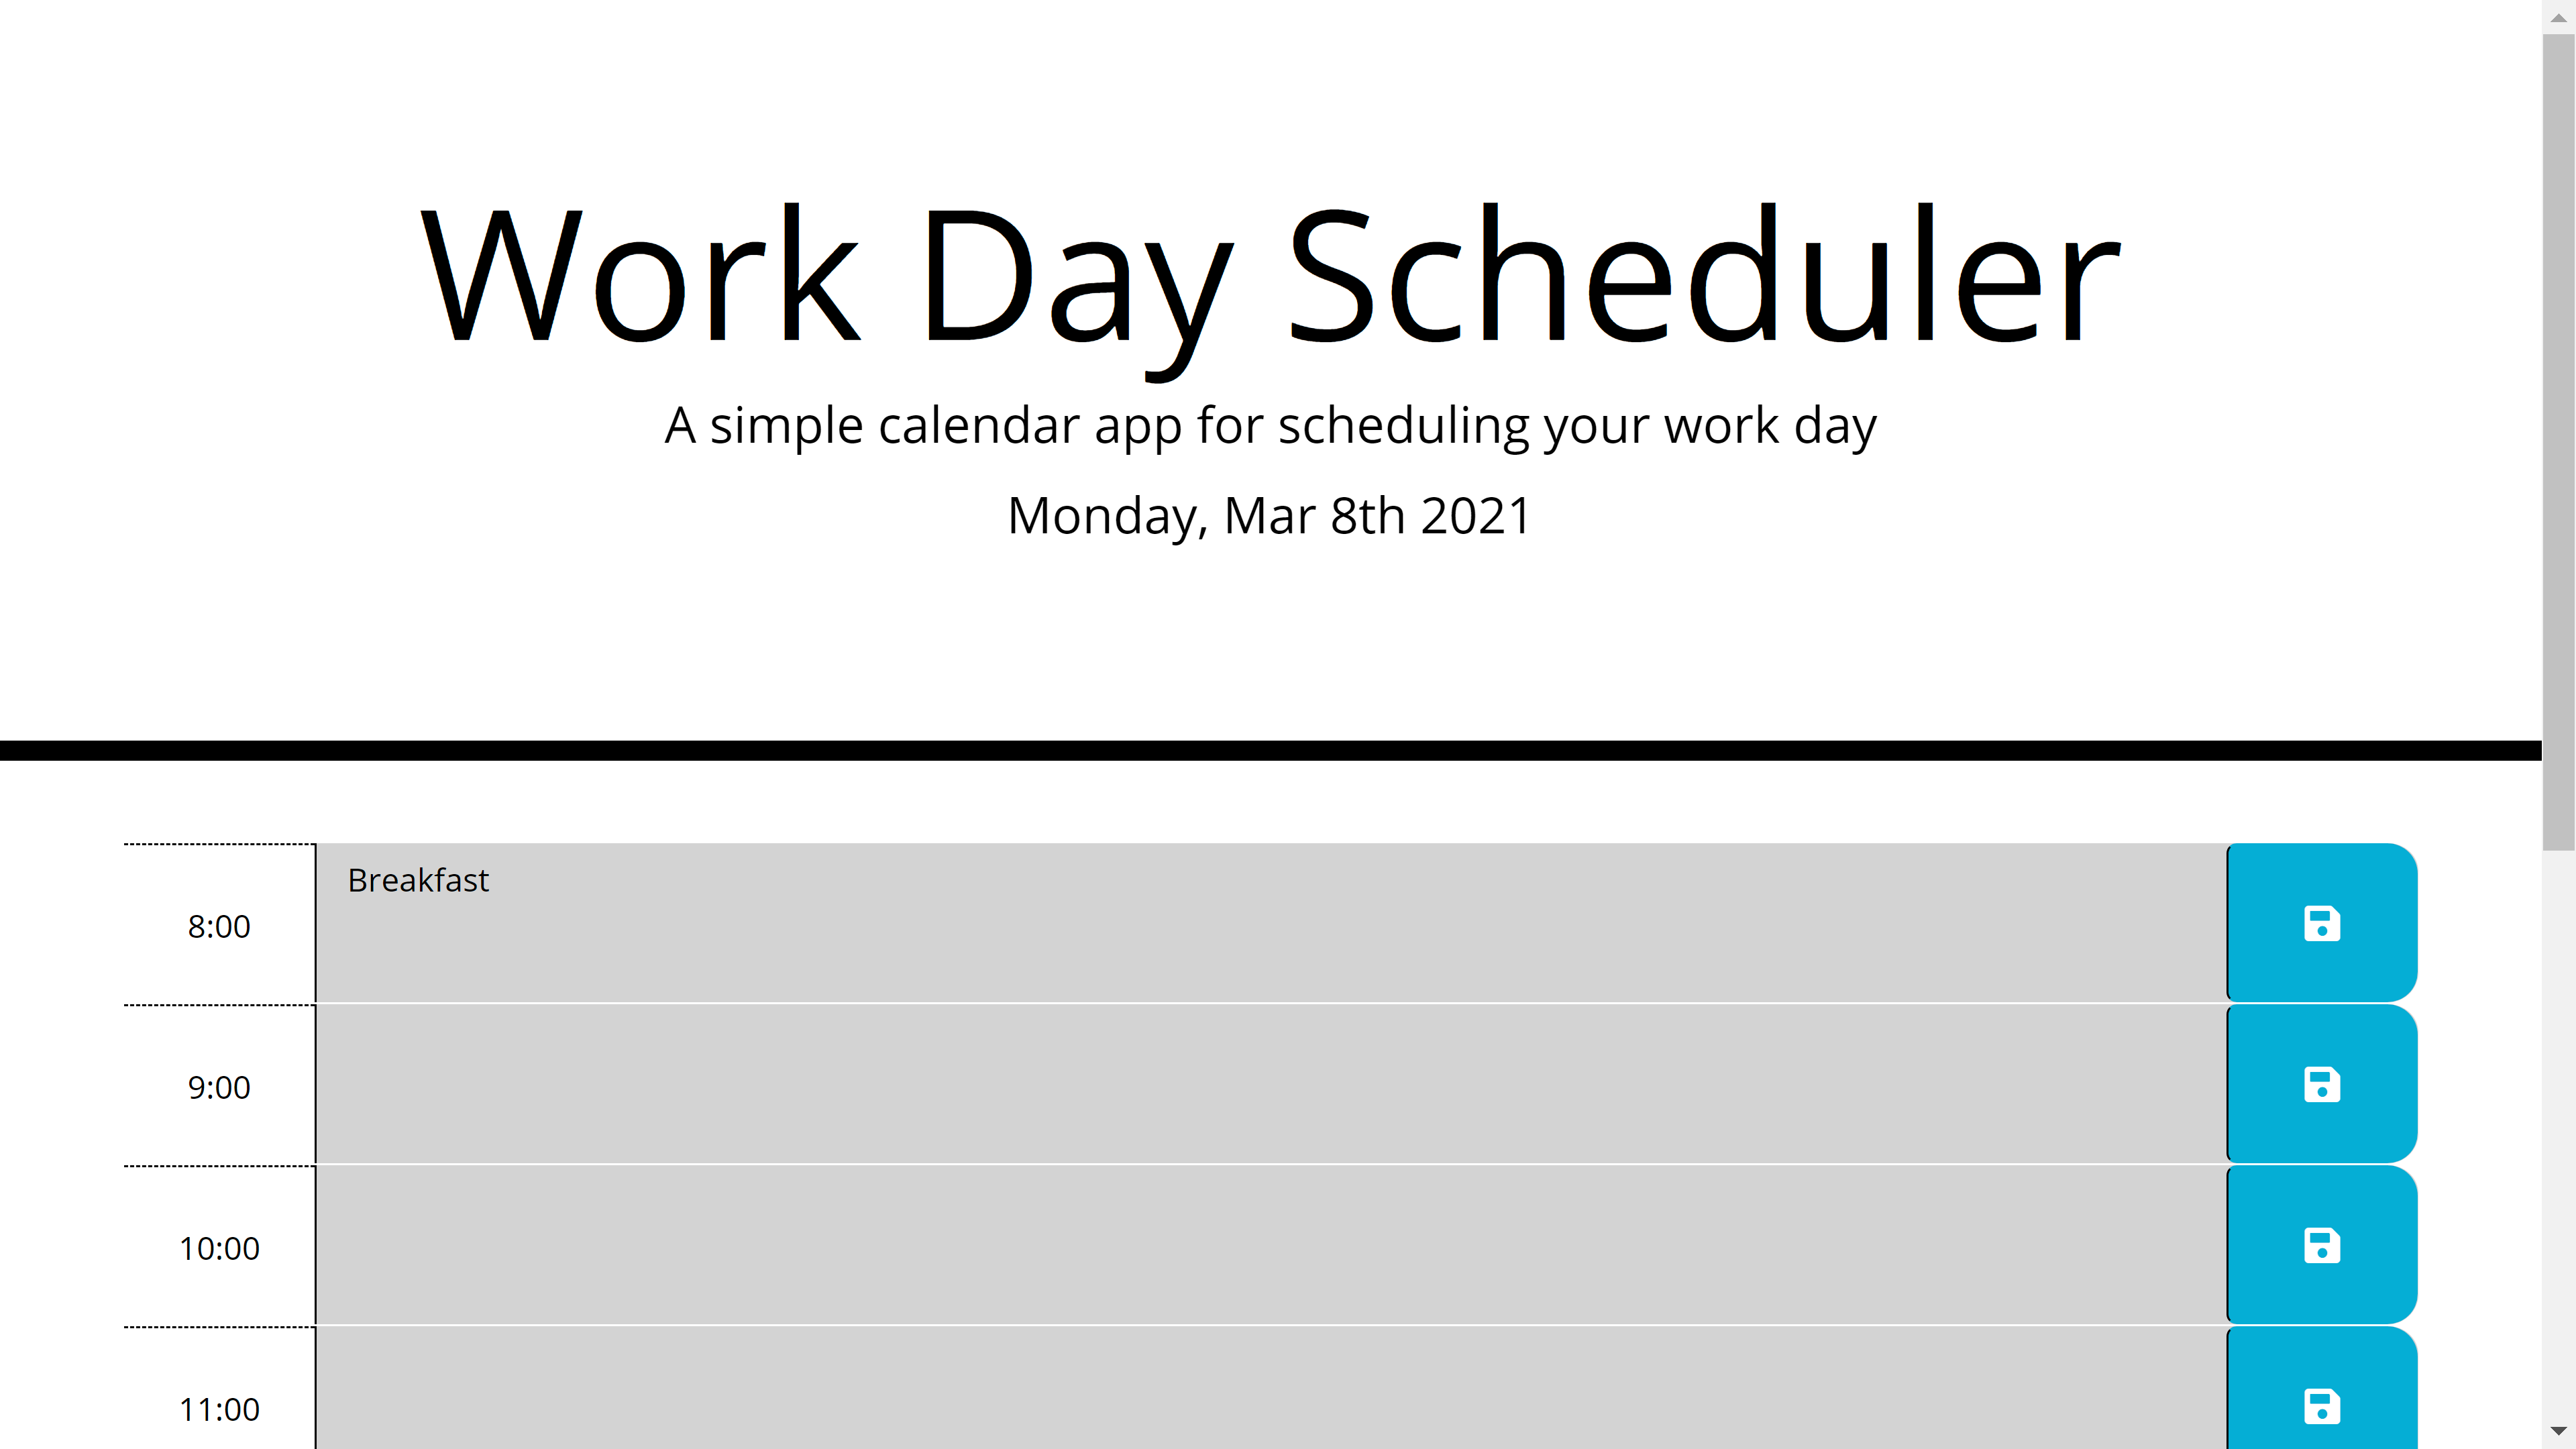 Work Day Scheduler
A simple calendar app for scheduling your work day
Monday, Mar 8th 2021
8:00 Breakfast
9:00
10:00
11:00